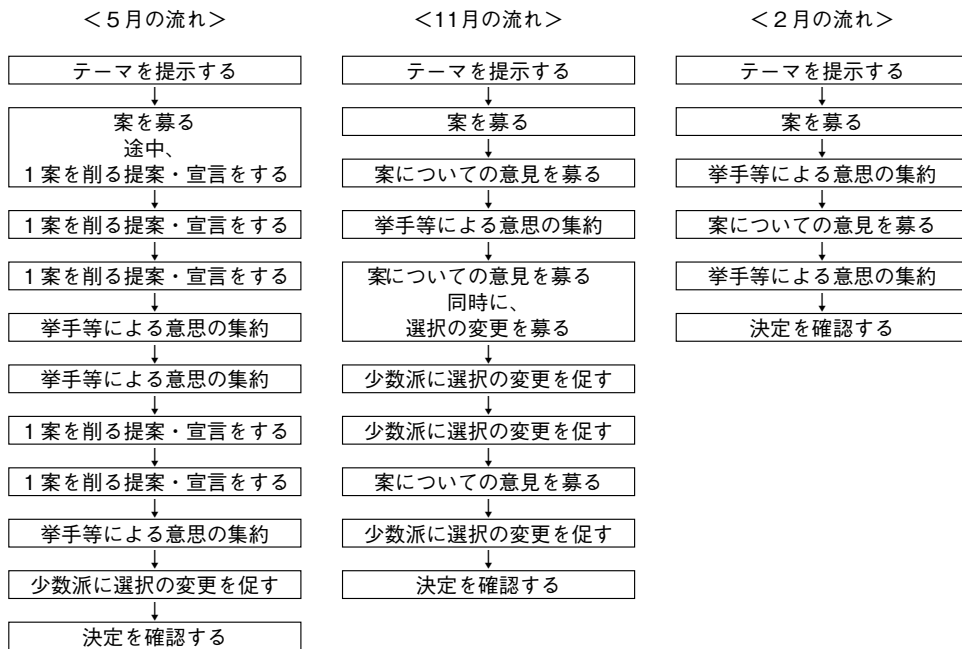 ＜５月の流れ＞
テーマを提示する
案を募る
途中、
１案を削る提案・宣言をする
１案を削る提案・宣言をする
１案を削る提案・宣言をする
挙手等による意思の集約
挙手等による意思の集約
１案を削る提案・宣言をする
１案を削る提案・宣言をする
挙手等による意思の集約
少数派に選択の変更を促す
決定を確認する
＜11月の流れ＞
テーマを提示する
案を募る
案についての意見を募る
挙手等による意思の集約
案についての意見を募る
同時に、
選択の変更を募る
少数派に選択の変更を促す
少数派に選択の変更を促す
案についての意見を募る
少数派に選択の変更を促す
決定を確認する
＜２月の流れ＞
テーマを提示する
案を募る
挙手等による意思の集約
案についての意見を募る
挙手等による意思の集約
決定を確認する